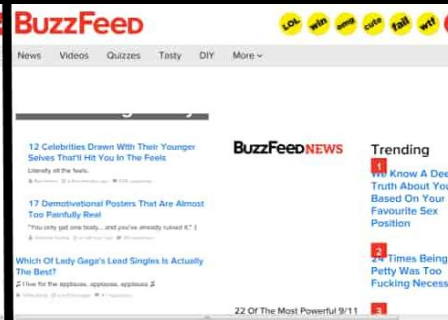 BuzzFeeD
LOL win omg cute fail wtf
News Videos Quizzes Tasty DIY More
12 Celebrities Drawn With Their Younger
Selves That'll Hit You In The Feels
Literally all the feels.
17 Demotivational Posters That Are Almost
Too Painfully Real
"You only get one body... and you've already ruined it."
Which Of Lady Gaga's Lead Singles Is Actually
The Best?
I live for the applause, applause, applause
BuzzFeeDNEWS
22 Of The Most Powerful 9/11
Trending
1
We Know A Dee
Truth About You
Based On Your
Favourite Sex
Position
2
24 Times Being
Petty Was Too
Fucking Necess
3